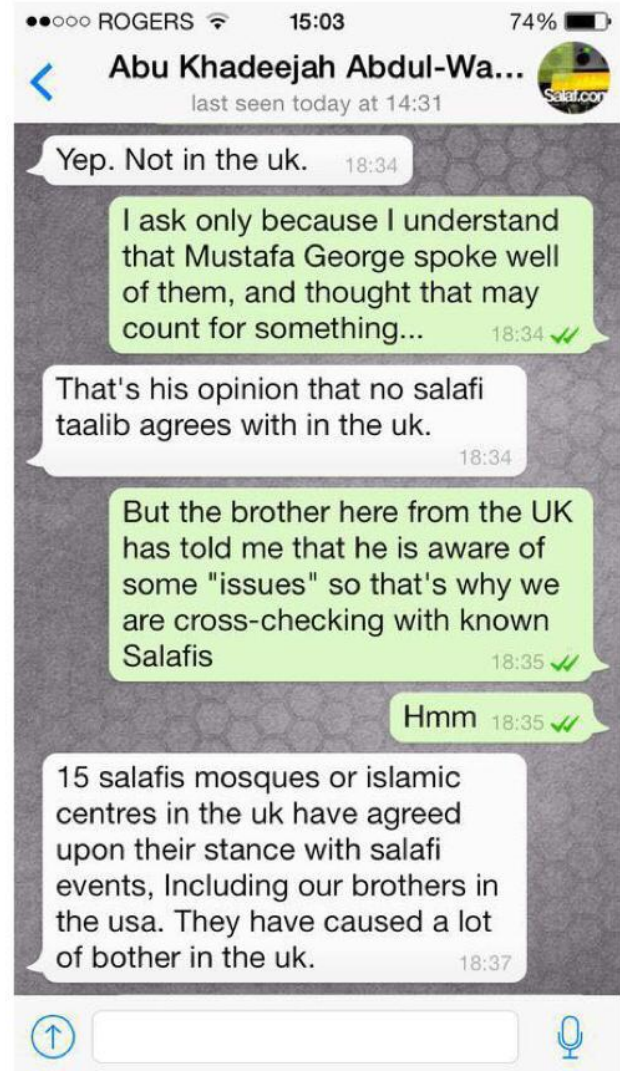 ROGERS 15:03 74%
Abu Khadeejah Abdul-Wa...
last seen today at 14:31
Salaf.com
Yep. Not in the uk. 18:34
I ask only because I understand
that Mustafa George spoke well
of them, and thought that may
count for something... 18:34
That's his opinion that no salafi
taalib agrees with in the uk.
18:34
But the brother here from the UK
has told me that he is aware of
some "issues" so that's why we
are cross-checking with known
Salafis 18:35
Hmm 18:35
15 salafis mosques or islamic
centres in the uk have agreed
upon their stance with salafi
events, Including our brothers in
the usa. They have caused a lot
of bother in the uk. 18:37